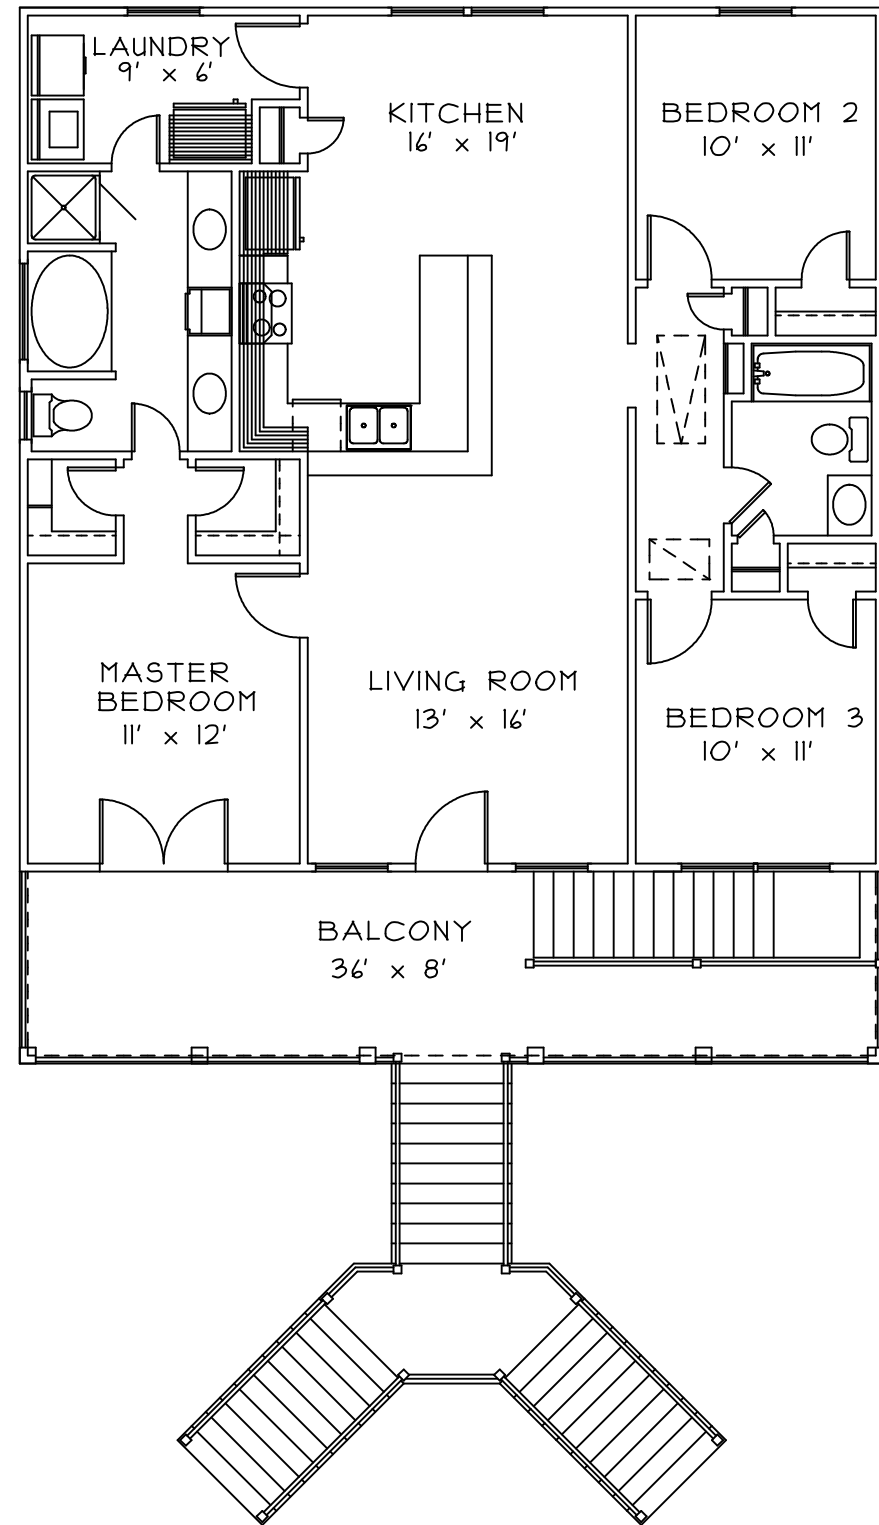 LAUNDRY
9' x 6'
KITCHEN
16' x 19'
BEDROOM 2
10' x 11'
MASTER
BEDROOM
11' x 12'
LIVING ROOM
13' x 16'
BEDROOM 3
10' x 11'
BALCONY
36' x 8'